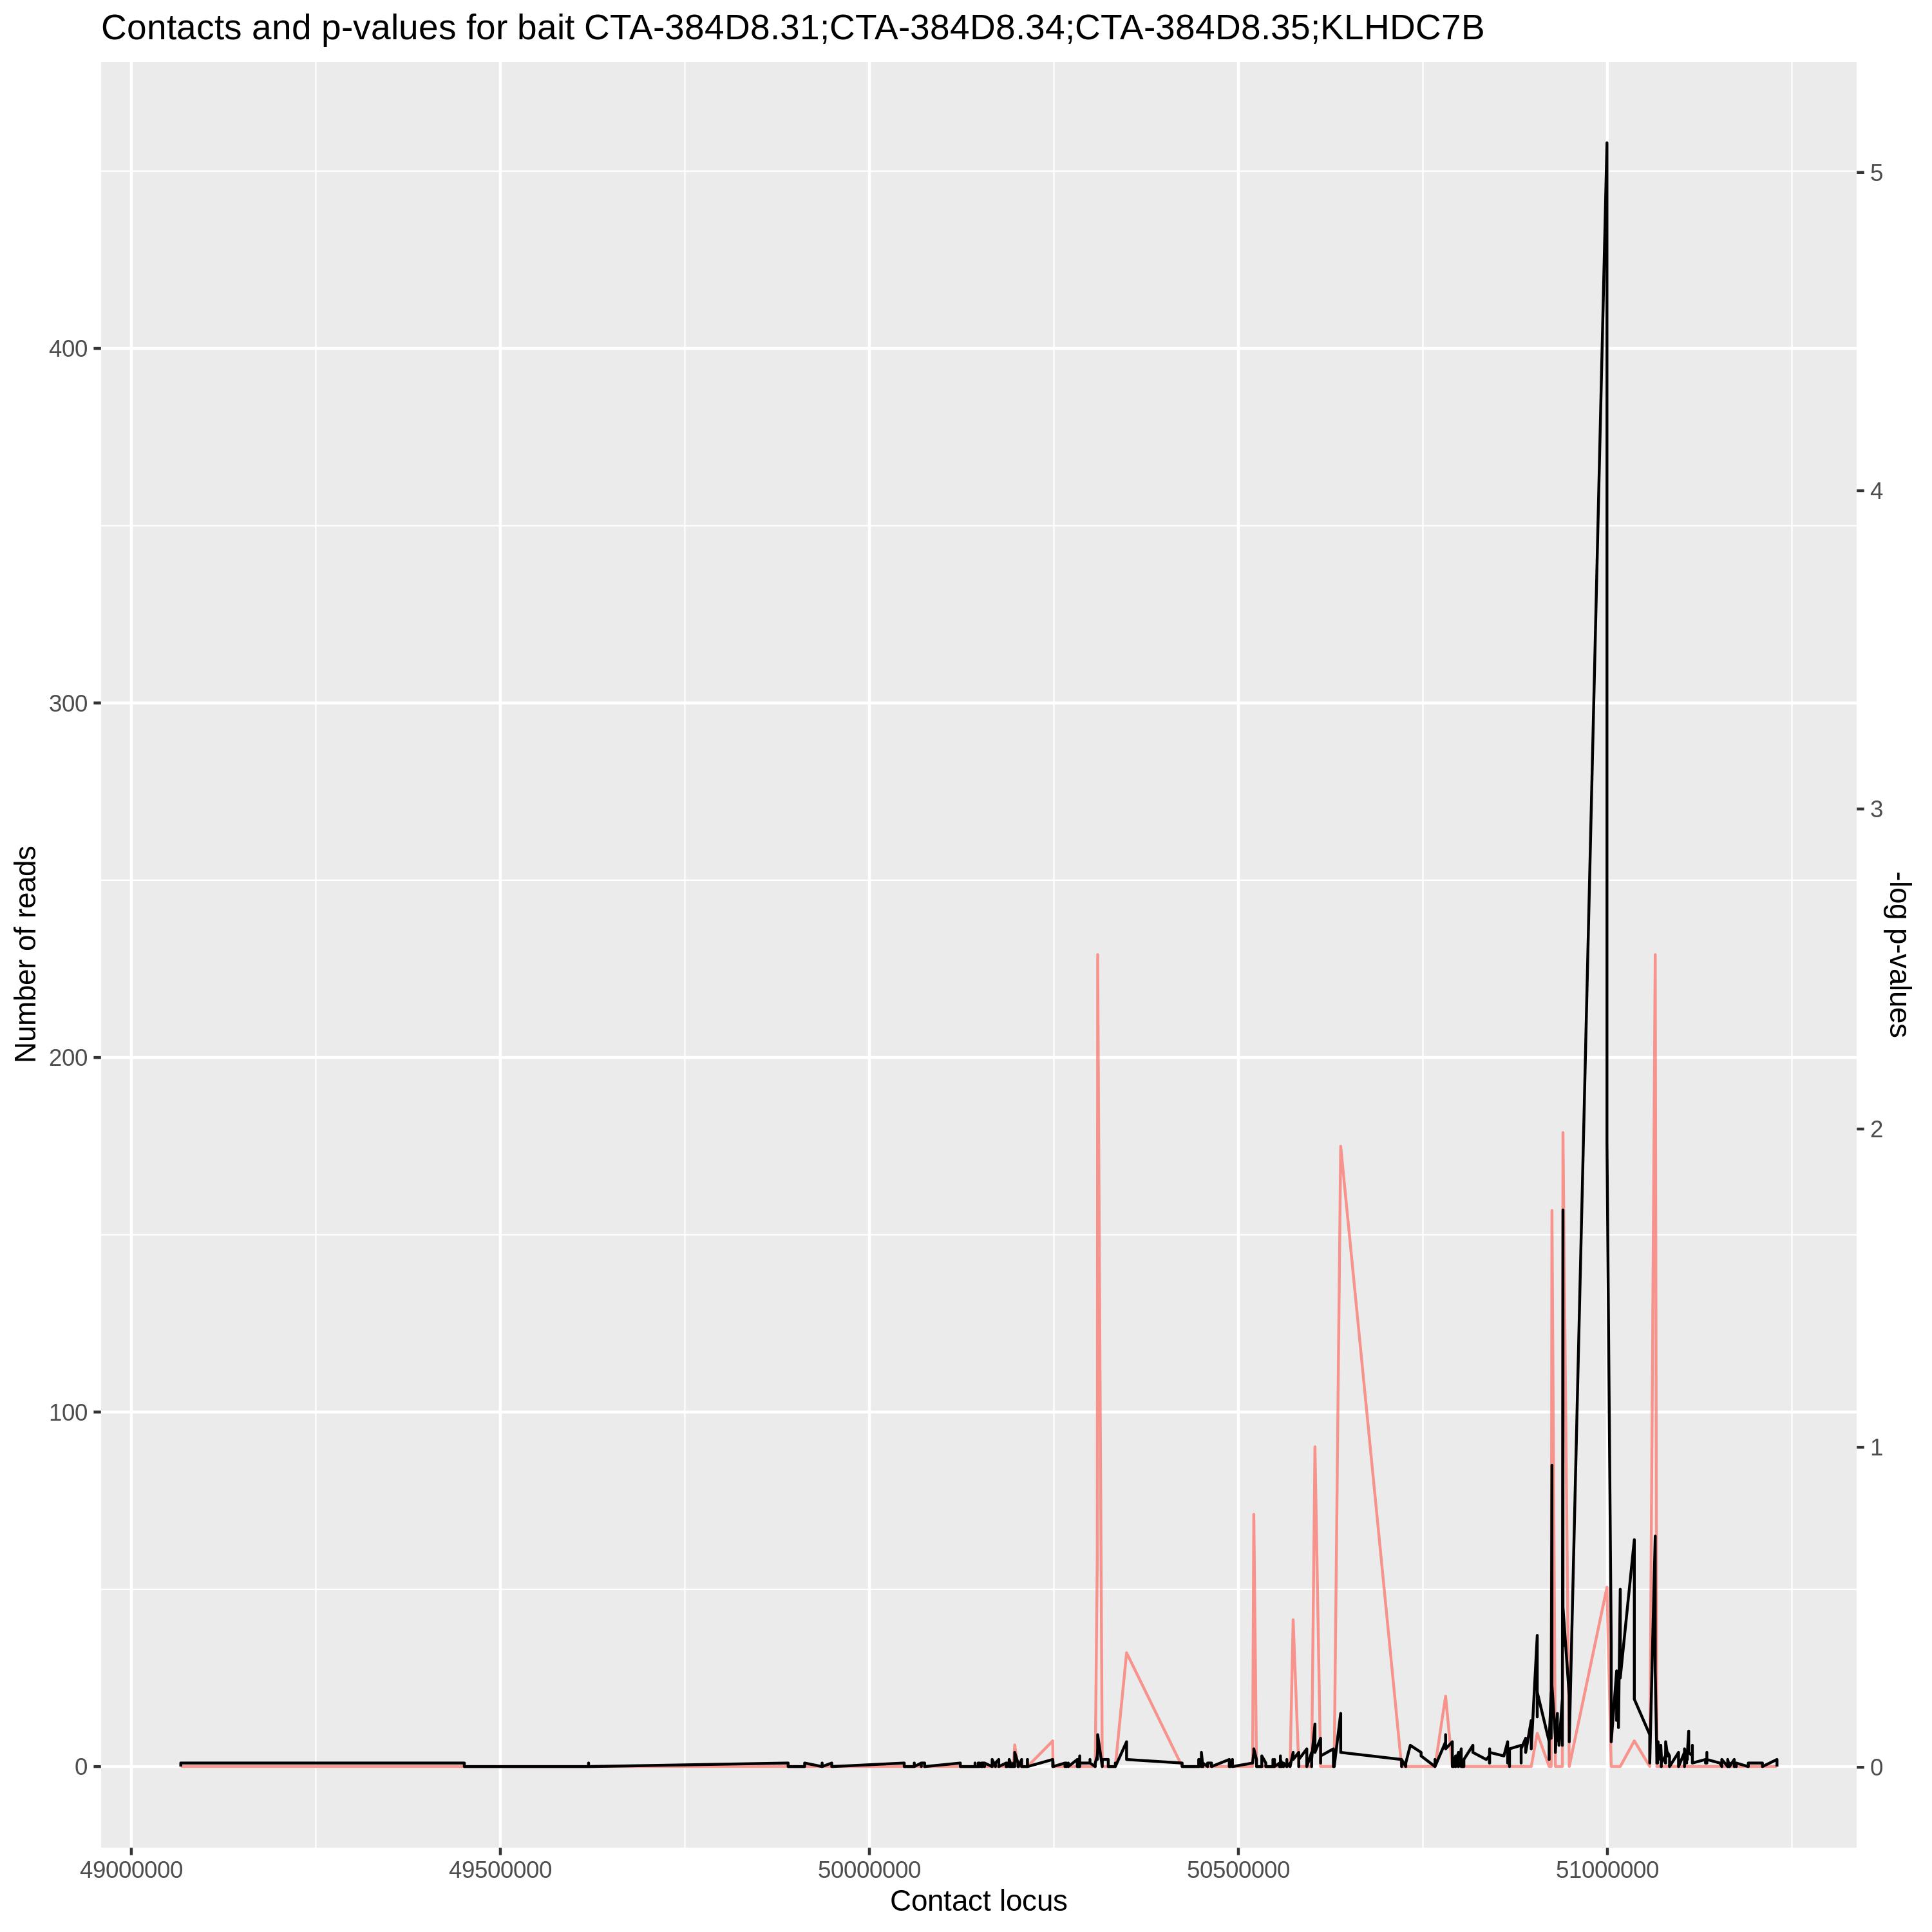 Contacts and p-values for bait CTA-384D8.31;CTA-384D8.34;CTA-384D8.35;KLHDC7B
Number of reads
400
300
200
100
0
5
4
3
2
1
0
-log p-values
49000000 49500000 50000000 50500000 51000000
Contact locus